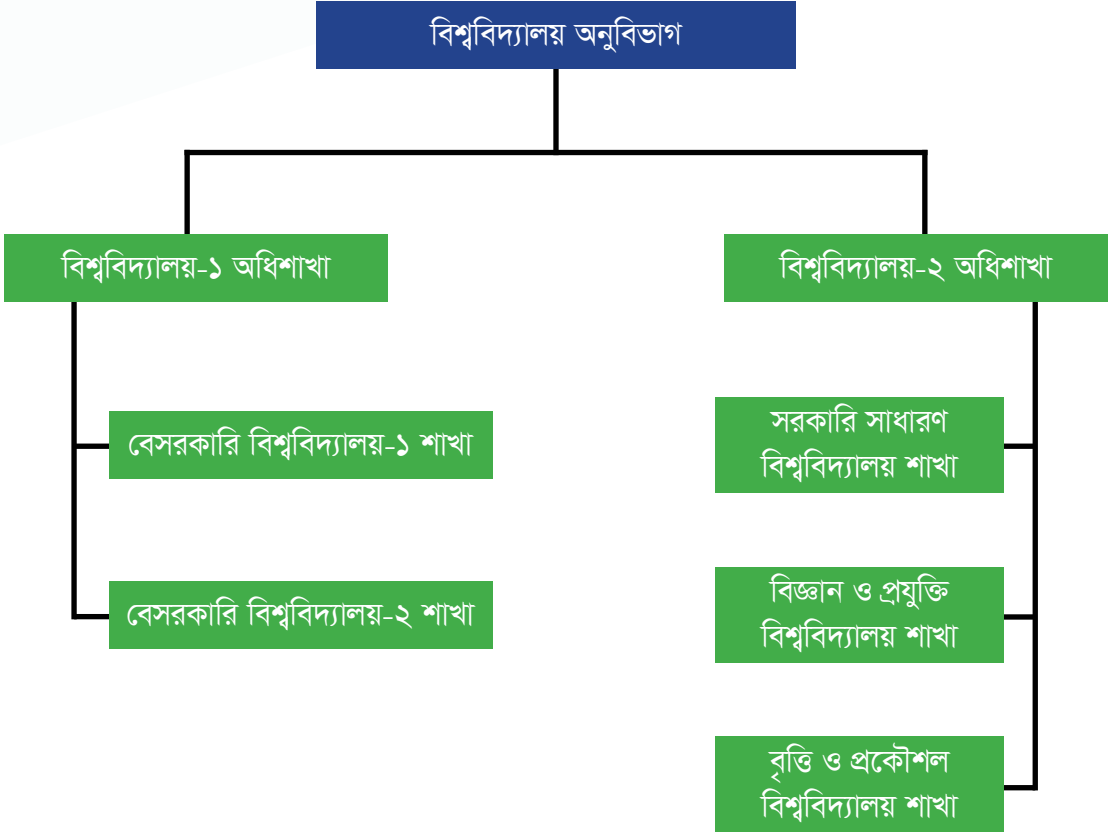 বিশ্ববিদ্যালয় অনুবিভাগ
বিশ্ববিদ্যালয়-১ অধিশাখা
বেসরকারি বিশ্ববিদ্যালয়-১ শাখা
বেসরকারি বিশ্ববিদ্যালয়-২ শাখা
বিশ্ববিদ্যালয়-২ অধিশাখা
সরকারি সাধারণ
বিশ্ববিদ্যালয় শাখা
বিজ্ঞান ও প্রযুক্তি
বিশ্ববিদ্যালয় শাখা
বৃত্তি ও প্রকৌশল
বিশ্ববিদ্যালয় শাখা